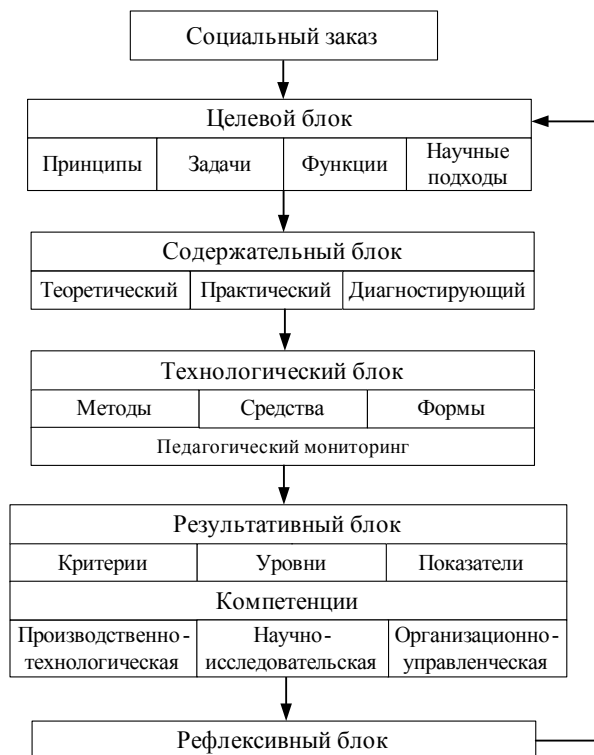 Социальный заказ
Целевой блок
Принципы
Задачи
Функции
Научные
подходы
Содержательный блок
Теоретический
Практический
Диагностирующий
Технологический блок
Методы
Средства
Формы
Педагогический мониторинг
Результативный блок
Критерии
Уровни
Показатели
Компетенции
Производственно-
технологическая
Научно-
исследовательская
Организационно-
управленческая
Рефлексивный блок